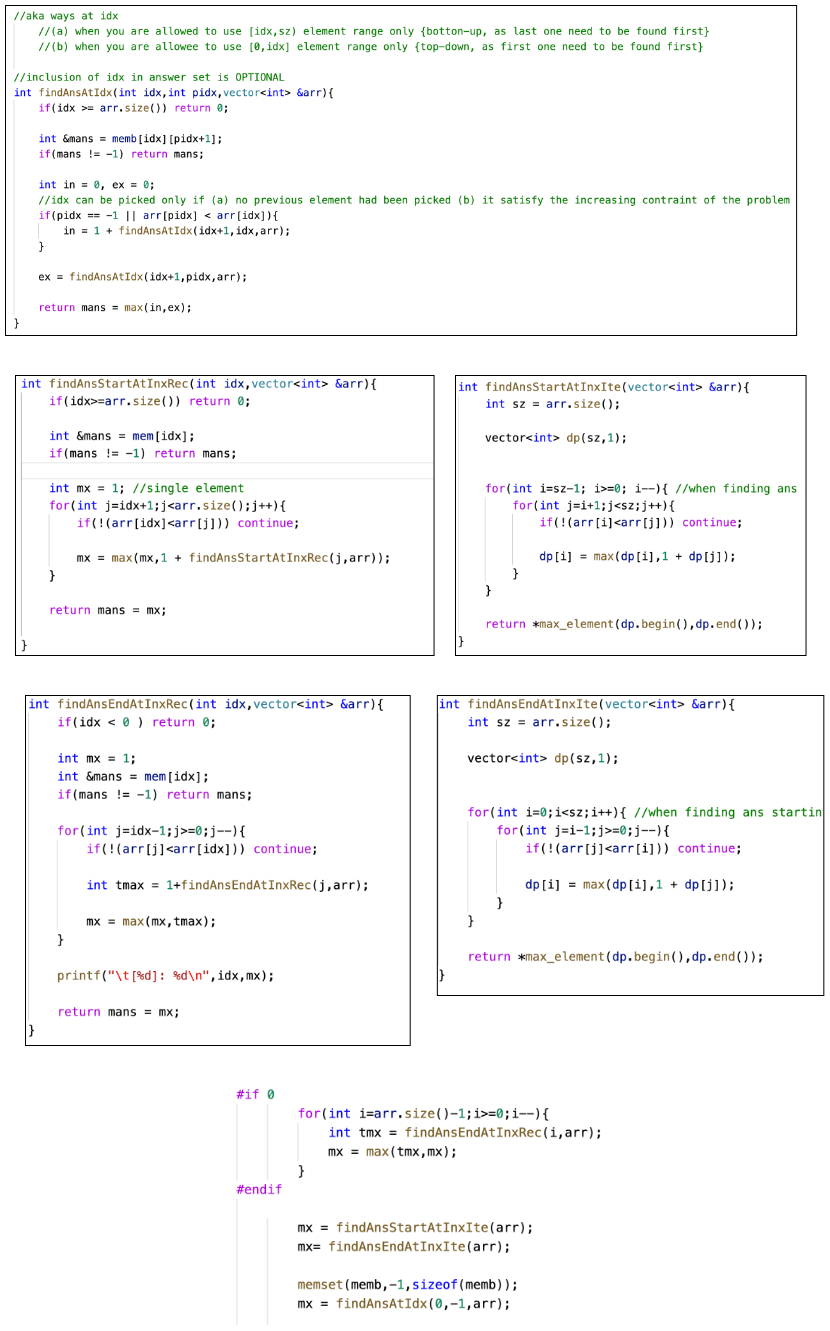 //aka ways at idx
//(a) when you are allowed to use [idx,sz) element range only {botton-up, as last one need to be found first}
//(b) when you are allowee to use [0,idx] element range only {top-down, as first one need to be found first}
//inclusion of idx in answer set is OPTIONAL
int findAnsAtIdx(int idx,int pidx,vector<int> &arr){
if(idx >= arr.size()) return 0;
int &mans = memb[idx][pidx+1];
if(mans != -1) return mans;
int in = 0, ex = 0;
//idx can be picked only if (a) no previous element had been picked (b) it satisfy the increasing contraint of the problem
if(pidx == -1 || arr[pidx] < arr[idx]){
in = 1 + findAnsAtIdx(idx+1,idx,arr);
}
ex = findAnsAtIdx(idx+1,pidx,arr);
return mans = max(in,ex);
}
int findAnsStartAtInxRec(int idx,vector<int> &arr){
if(idx>=arr.size()) return 0;
int &mans = mem[idx];
if(mans != -1) return mans;
int mx = 1; //single element
for(int j=idx+1;j<arr.size();j++){
if(!(arr[idx]<arr[j])) continue;
mx = max(mx,1 + findAnsStartAtInxRec(j,arr));
}
return mans = mx;
}
int findAnsStartAtInxIte(vector<int> &arr){
int sz = arr.size();
vector<int> dp(sz,1);
for(int i=sz-1; i>=0; i--){ //when finding ans
for(int j=i+1;j<sz;j++){
if(!(arr[i]<arr[j])) continue;
dp[i] = max(dp[i],1 + dp[j]);
}
}
return *max_element(dp.begin(),dp.end());
}
int findAnsEndAtInxRec(int idx,vector<int> &arr){
if(idx < 0 ) return 0;
int mx = 1;
int &mans = mem[idx];
if(mans != -1) return mans;
for(int j=idx-1;j>=0;j--){
if(!(arr[j]<arr[idx])) continue;
int tmax = 1+findAnsEndAtInxRec(j,arr);
mx = max(mx,tmax);
}
printf("\t[%d]: %d\n",idx,mx);
return mans = mx;
}
int findAnsEndAtInxIte(vector<int> &arr){
int sz = arr.size();
vector<int> dp(sz,1);
for(int i=0;i<sz;i++){ //when finding ans startin
for(int j=i-1;j>=0;j--){
if(!(arr[j]<arr[i])) continue;
dp[i] = max(dp[i],1 + dp[j]);
}
}
return *max_element(dp.begin(),dp.end());
}
#if 0
for(int i=arr.size()-1;i>=0;i--){
int tmx = findAnsEndAtInxRec(i,arr);
mx = max(tmx,mx);
}
#endif
mx = findAnsStartAtInxIte(arr);
mx= findAnsEndAtInxIte(arr);
memset(memb,-1,sizeof(memb));
mx = findAnsAtIdx(0,-1,arr);